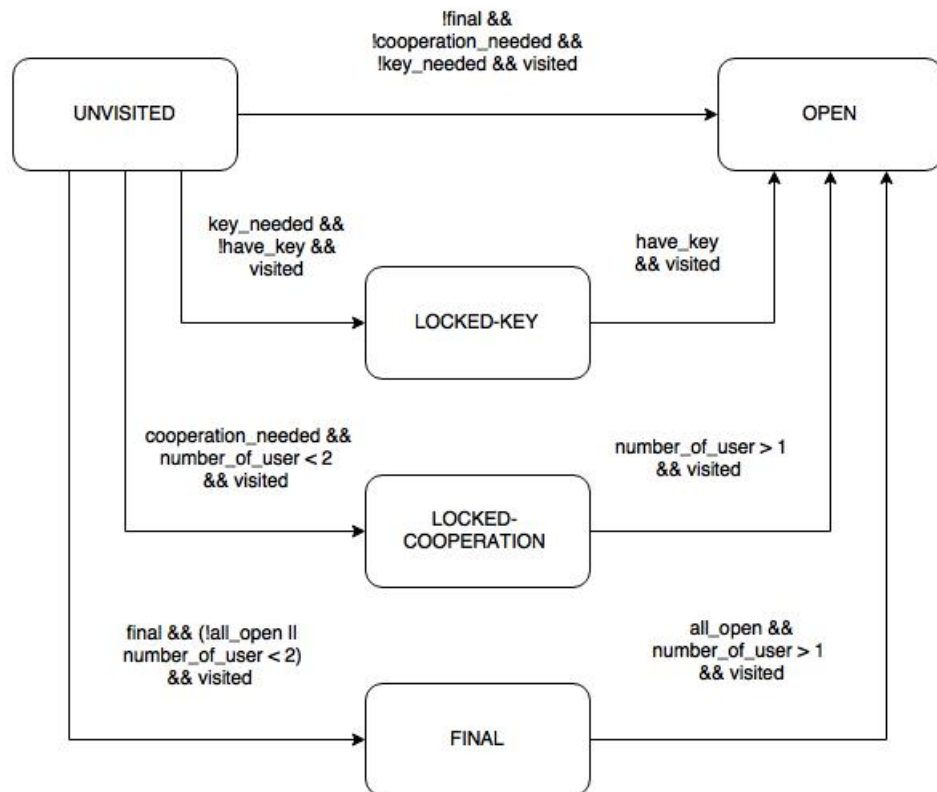 !final &&
!cooperation_needed &&
!key_needed && visited
UNVISITED
OPEN
key_needed &&
!have_key &&
visited
have_key
&& visited
LOCKED-KEY
cooperation_needed &&
number_of_user < 2
&& visited
number_of_user > 1
&& visited
LOCKED-
COOPERATION
final && (!all_open ||
number_of_user < 2)
&& visited
all_open &&
number_of_user > 1
&& visited
FINAL